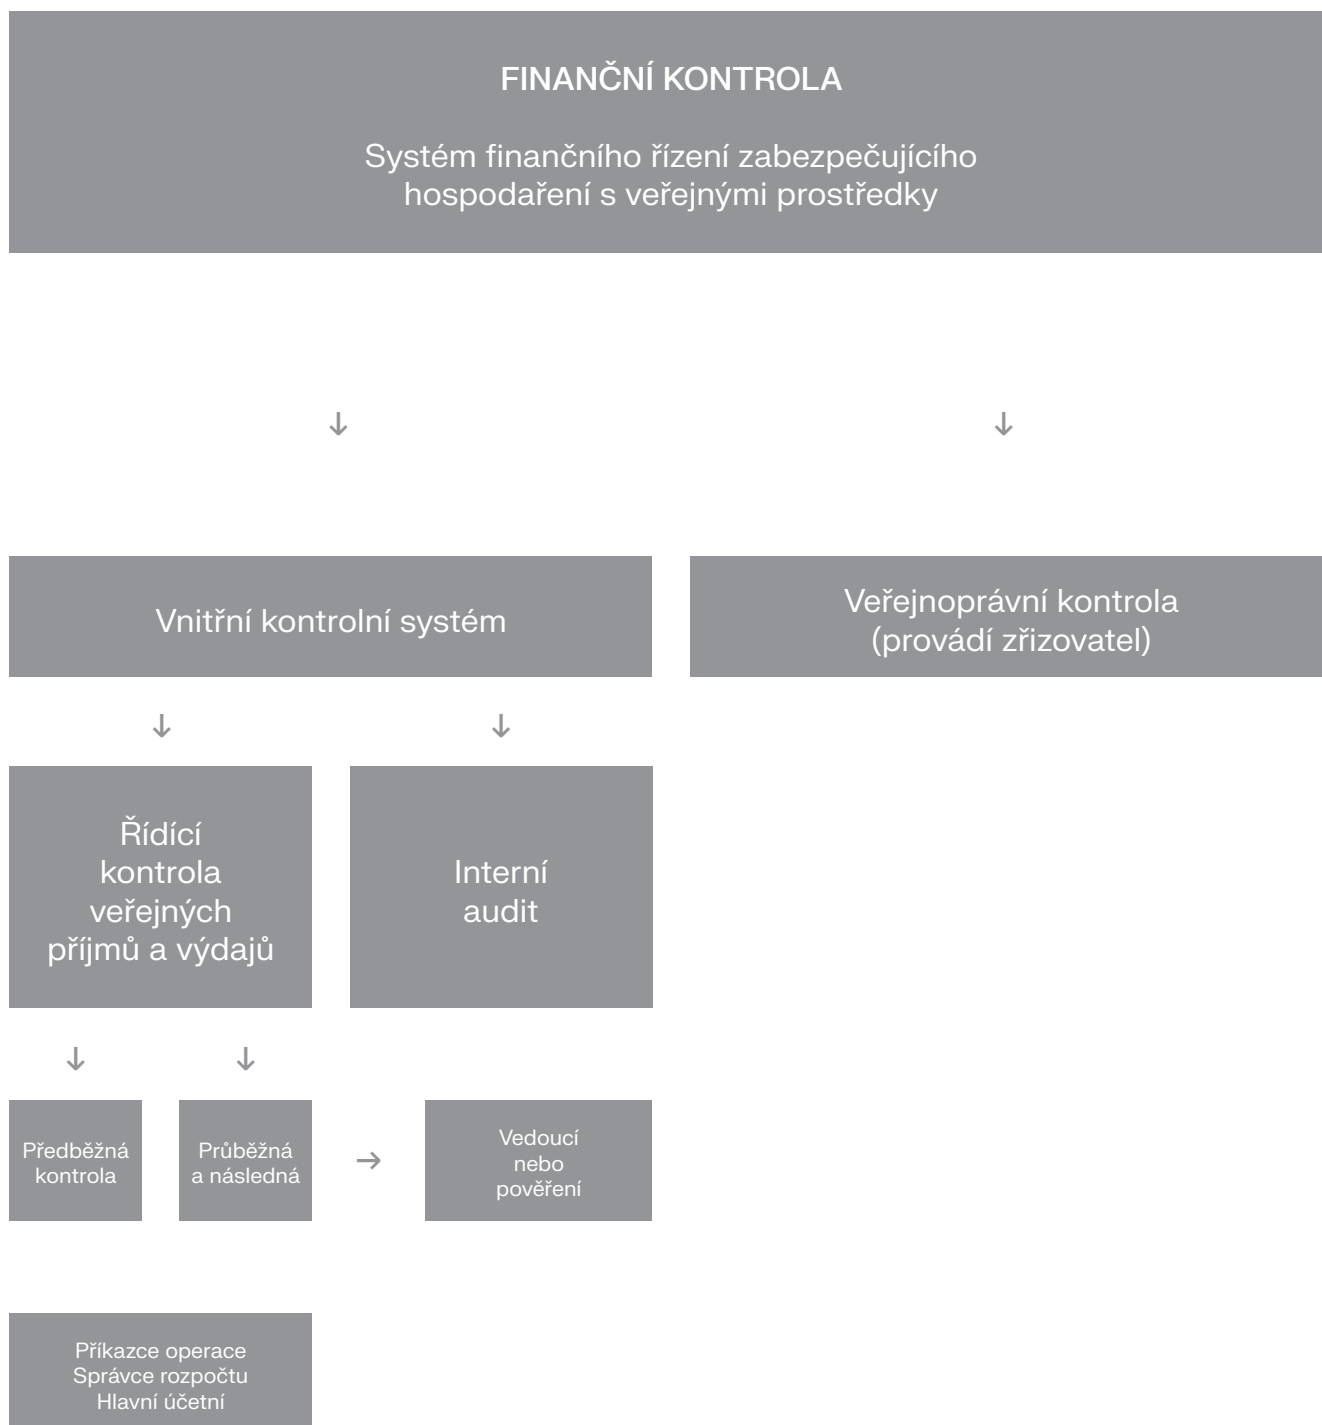 FINANČNÍ KONTROLA
Systém finančního řízení zabezpečujícího
hospodaření s veřejnými prostředky
↓
↓
Vnitřní kontrolní systém
Veřejnoprávní kontrola
(provádí zřizovatel)
↓
↓
Řídící
kontrola
veřejných
příjmů a výdajů
Interní
audit
↓
↓
Předběžná
kontrola
Průběžná
a následná
→
Vedoucí
nebo
pověření
Příkazce operace
Správce rozpočtu
Hlavní účetní